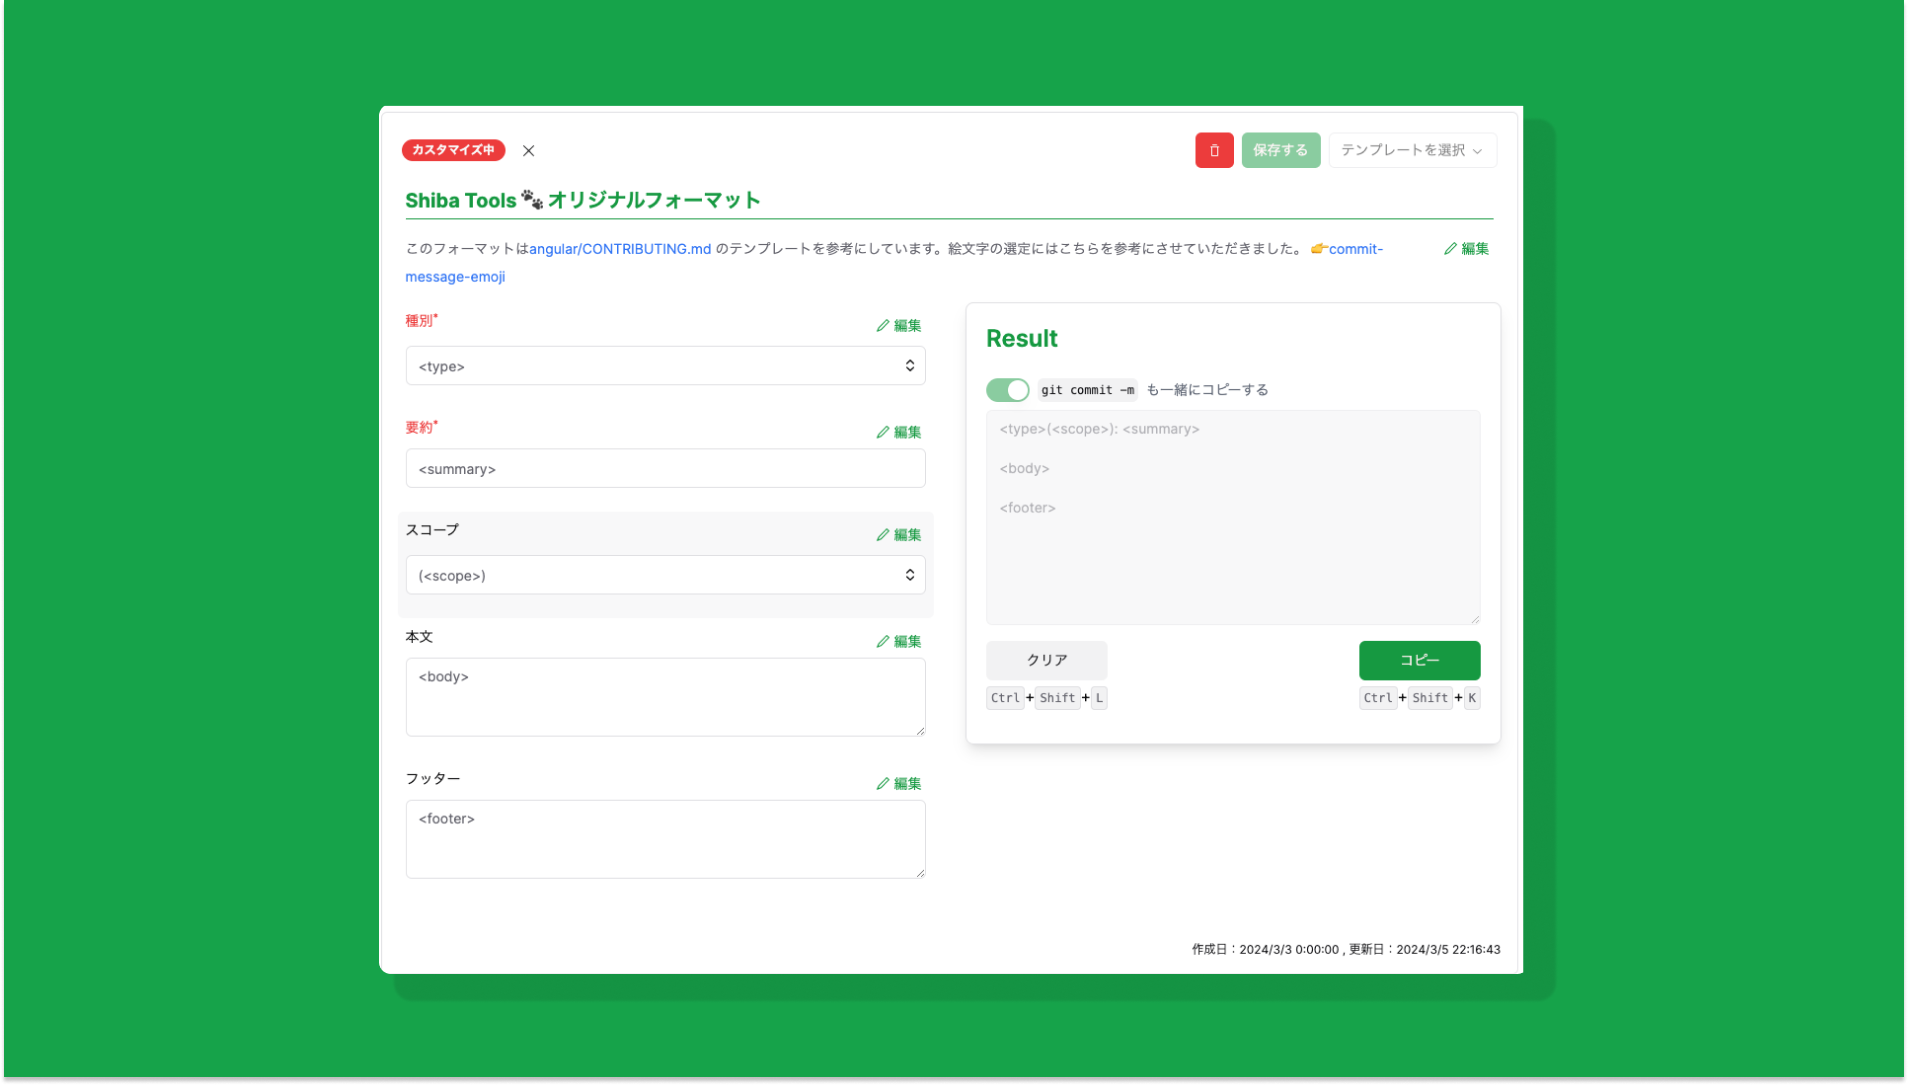 カスタマイズ中
保存する
テンプレートを選択
Shiba Tools 🐾 オリジナルフォーマット
このフォーマットはangular/CONTRIBUTING.md のテンプレートを参考にしています。絵文字の選定にはこちらを参考にさせていただきました。 👉commit-
message-emoji
編集
種別*
編集
<type>
要約*
編集
<summary>
スコープ
編集
(<scope>)
本文
編集
<body>
フッター
編集
<footer>
Result
git commit -m も一緒にコピーする
<type>(<scope>): <summary>
<body>
<footer>
クリア
Ctrl+Shift+L
コピー
Ctrl+Shift+K
作成日：2024/3/3 0:00:00 , 更新日：2024/3/5 22:16:43